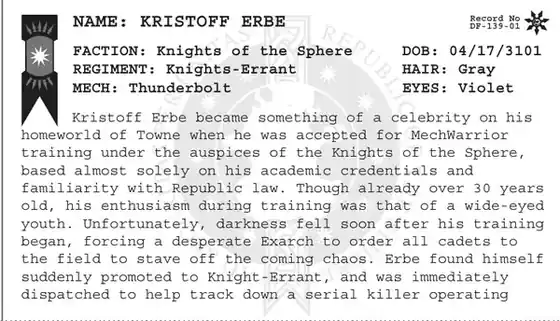 NAME: KRISTOFF ERBE
Record No
DF-139-01
FACTION: Knights of the Sphere
DOB: 04/17/3101
REGIMENT: Knights-Errant
HAIR: Gray
MECH: Thunderbolt
EYES: Violet
Kristoff Erbe became something of a celebrity on his
homeworld of Towne when he was accepted for MechWarrior
training under the auspices of the Knights of the Sphere,
based almost solely on his academic credentials and
familiarity with Republic law. Though already over 30 years
old, his enthusiasm during training was that of a wide-eyed
youth. Unfortunately, darkness fell soon after his training
began, forcing a desperate Exarch to order all cadets to
the field to stave off the coming chaos. Erbe found himself
suddenly promoted to Knight-Errant, and was immediately
dispatched to help track down a serial killer operating